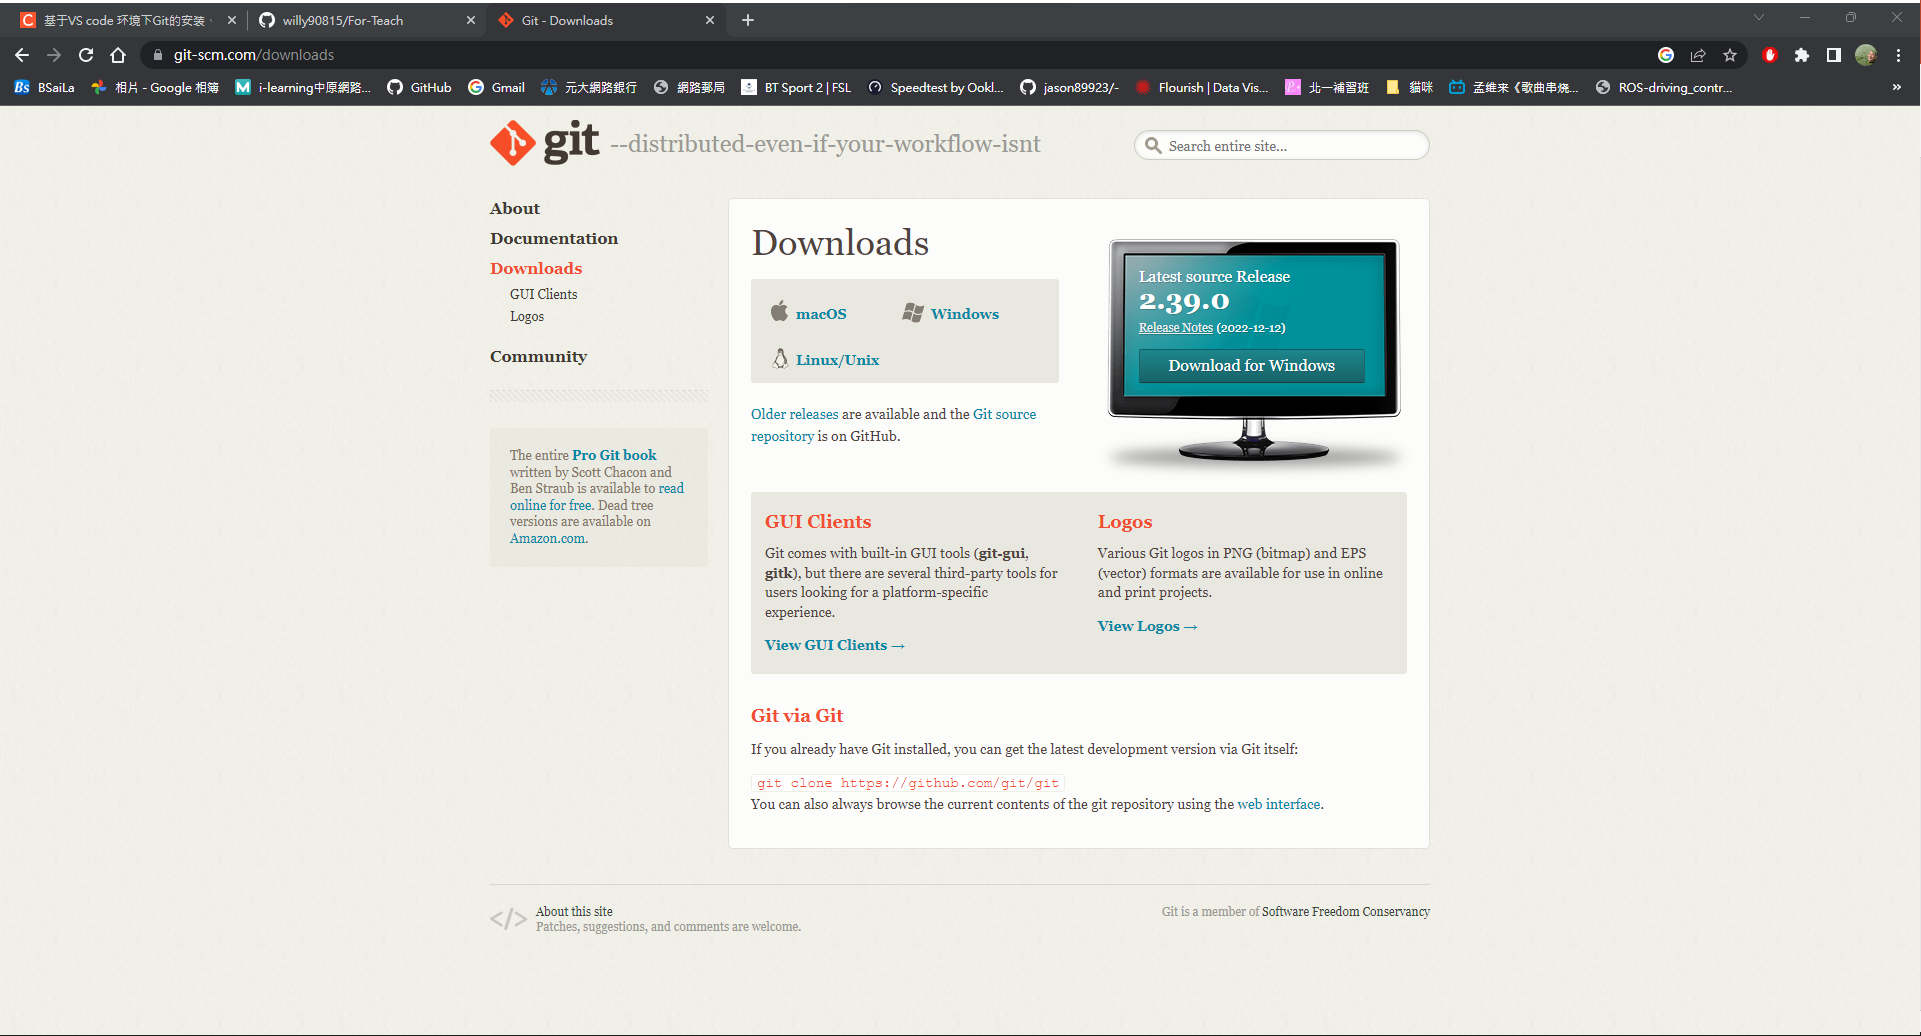 基于VS code 环境下Git的安装、
willy90815/For-Teach
Git - Downloads
git-scm.com/downloads
BSaiLa
相片 - Google 相簿
i-learning中原網路...
GitHub
Gmail
元大網路銀行
網路郵局
BT Sport 2 | FSL
Speedtest by Ookl...
jason89923/-
Flourish | Data Vis...
北一補習班
貓咪
孟维来《歌曲串烧...
ROS-driving_contr...
git --distributed-even-if-your-workflow-isnt
Search entire site...
About
Documentation
Downloads
GUI Clients
Logos
Community
The entire Pro Git book
written by Scott Chacon and
Ben Straub is available to read
online for free. Dead tree
versions are available on
Amazon.com.
Downloads
macOS
Windows
Linux/Unix
Older releases are available and the Git source
repository is on GitHub.
Latest source Release
2.39.0
Release Notes (2022-12-12)
Download for Windows
GUI Clients
Git comes with built-in GUI tools (git-gui,
gitk), but there are several third-party tools for
users looking for a platform-specific
experience.
View GUI Clients →
Logos
Various Git logos in PNG (bitmap) and EPS
(vector) formats are available for use in online
and print projects.
View Logos →
Git via Git
If you already have Git installed, you can get the latest development version via Git itself:
git clone https://github.com/git/git
You can also always browse the current contents of the git repository using the web interface.
</> About this site
Patches, suggestions, and comments are welcome.
Git is a member of Software Freedom Conservancy